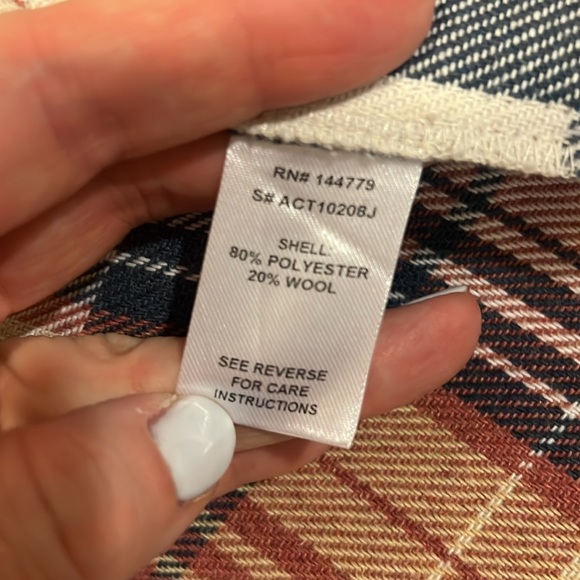 RN# 144779
S# ACT10208J
SHELL:
80% POLYESTER
20% WOOL
SEE REVERSE
FOR CARE
INSTRUCTIONS